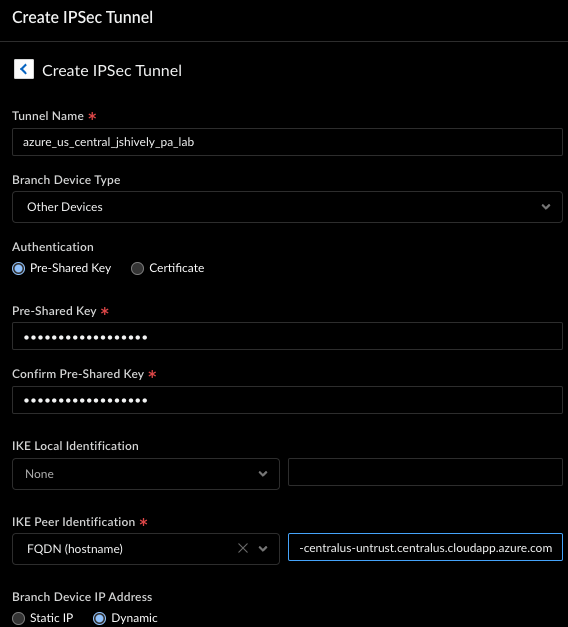 Create IPSec Tunnel
Create IPSec Tunnel
Tunnel Name *
azure_us_central_jshively_pa_lab
Branch Device Type
Other Devices
Authentication
Pre-Shared Key Certificate
Pre-Shared Key *
••••••••••••••••••
Confirm Pre-Shared Key *
••••••••••••••••••
IKE Local Identification
None
IKE Peer Identification *
FQDN (hostname) -centralus-untrust.centralus.cloudapp.azure.com
Branch Device IP Address
Static IP Dynamic